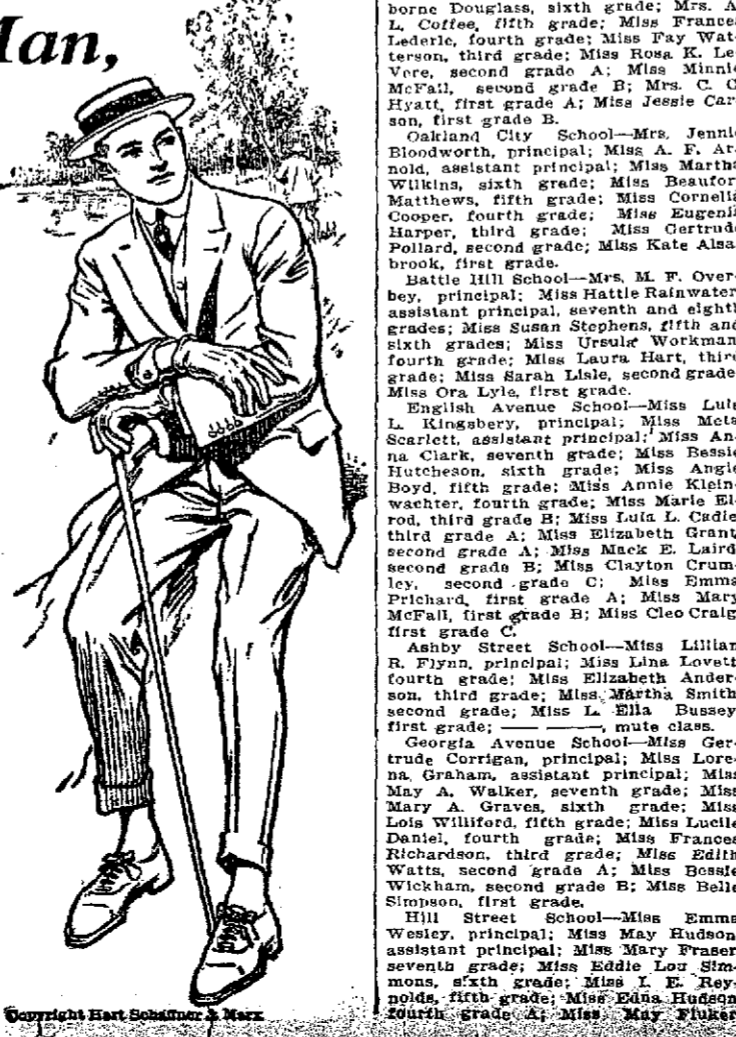 Man,
Copyright Hart Schaffner & Marx
borne Douglass, sixth grade; Mrs. A.
L. Coffee, fifth grade; Miss Frances
Lederle, fourth grade; Miss Fay Wat-
terson, third grade; Miss Rosa K. Le
Vere, second grade A; Miss Minnie
McFall, second grade B; Mrs. C. C.
Hyatt, first grade A; Miss Jessie Car-
son, first grade B.
Oakland City School—Mrs. Jennie
Bloodworth, principal; Miss A. F. Ar-
nold, assistant principal; Miss Martha
Wilkins, sixth grade; Miss Beaufor
Matthews, fifth grade; Miss Cornelia
Cooper, fourth grade; Miss Eugenia
Harper, third grade; Miss Gertrude
Pollard, second grade; Miss Kate Alsa-
brook, first grade.
Battle Hill School—Mrs. M. F. Over-
bey, principal; Miss Hattie Rainwater,
assistant principal, seventh and eighth
grades; Miss Susan Stephens, fifth and
sixth grades; Miss Ursula Workman,
fourth grade; Miss Laura Hart, third
grade; Miss Sarah Lisle, second grade;
Miss Ora Lyle, first grade.
English Avenue School—Miss Lula
L. Kingsbery, principal; Miss Meta
Scarlett, assistant principal; Miss An-
na Clark, seventh grade; Miss Bessie
Hutcheson, sixth grade; Miss Angie
Boyd, fifth grade; Miss Annie Klein-
wachter, fourth grade; Miss Marie El-
rod, third grade B; Miss Lula L. Cadle,
third grade A; Miss Elizabeth Grant,
second grade A; Miss Mack E. Laird,
second grade B; Miss Clayton Crum-
ley, second grade C; Miss Emma
Prichard, first grade A; Miss Mary
McFall, first grade B; Miss Cleo Craig,
first grade C.
Ashby Street School—Miss Lillian
R. Flynn, principal; Miss Lina Lovett,
fourth grade; Miss Elizabeth Ander-
son, third grade; Miss Martha Smith,
second grade; Miss L. Ella Bussey,
first grade; — —, mute class.
Georgia Avenue School—Miss Ger-
trude Corrigan, principal; Miss Lore-
na Graham, assistant principal; Miss
May A. Walker, seventh grade; Miss
Mary A. Graves, sixth grade; Miss
Lois Williford, fifth grade; Miss Lucile
Daniel, fourth grade; Miss Frances
Richardson, third grade; Miss Edith
Watts, second grade A; Miss Bessie
Wickham, second grade B; Miss Belle
Simpson, first grade.
Hill Street School—Miss Emma
Wesley, principal; Miss May Hudson,
assistant principal; Miss Mary Fraser,
seventh grade; Miss Eddie Lou Sim-
mons, sixth grade; Miss I. E. Rey-
nolds, fifth grade; Miss Edna Hudson,
fourth grade A; Miss May Fluker